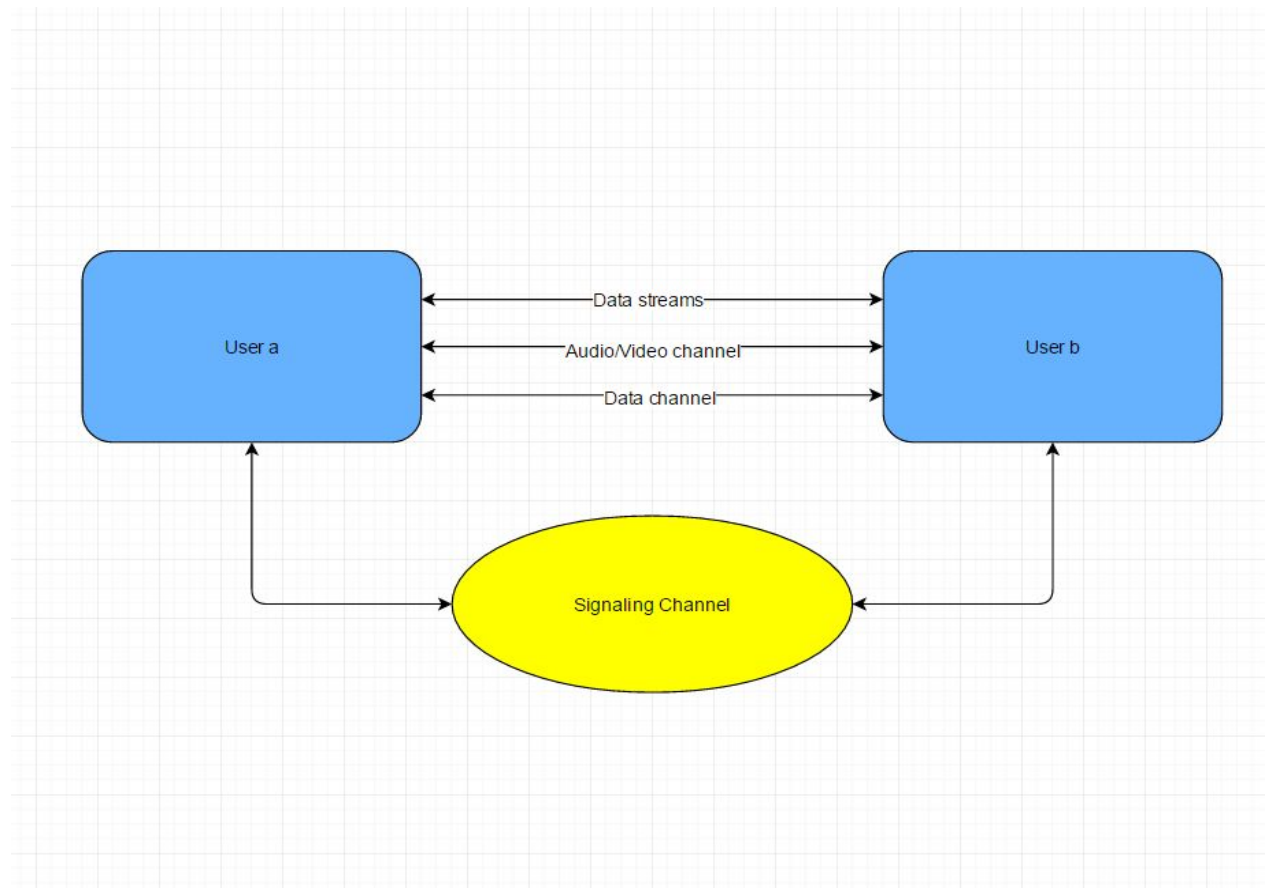 Data streams
User a
Audio/Video channel
User b
Data channel
Signaling Channel